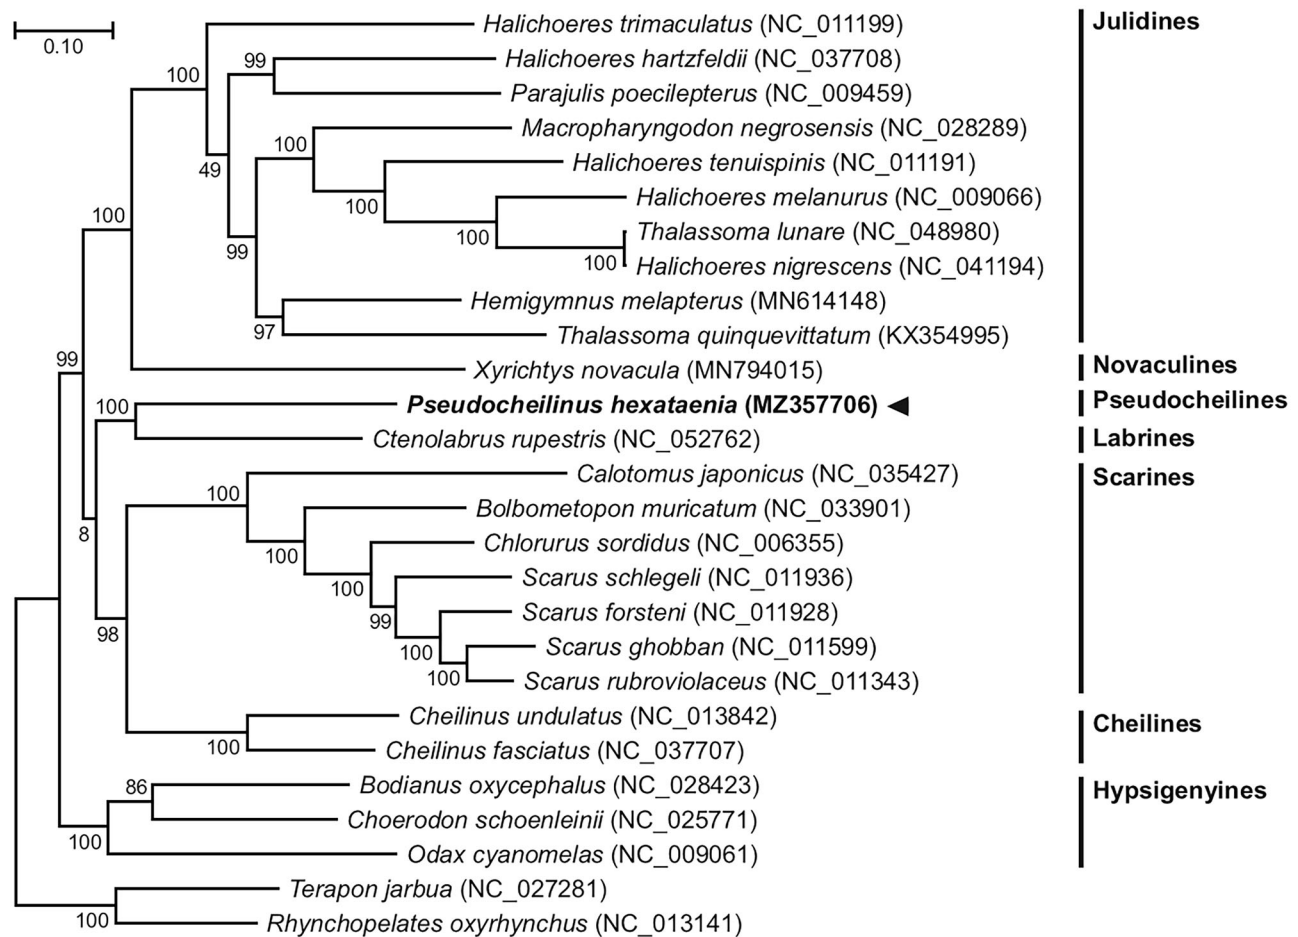 0.10
Halichoeres trimaculatus (NC_011199)
Julidines
100
99
Halichoeres hartzfeldii (NC_037708)
Parajulis poecilepterus (NC_009459)
49
100
Macropharyngodon negrosensis (NC_028289)
Halichoeres tenuispinis (NC_011191)
100
Halichoeres melanurus (NC_009066)
100
100
Thalassoma lunare (NC_048980)
99
100
Halichoeres nigrescens (NC_041194)
Hemigymnus melapterus (MN614148)
97
Thalassoma quinquevittatum (KX354995)
99
Xyrichtys novacula (MN794015)
Novaculines
100
Pseudocheilinus hexataenia (MZ357706)
Pseudocheilines
Ctenolabrus rupestris (NC_052762)
Labrines
Calotomus japonicus (NC_035427)
Scarines
100
Bolbometopon muricatum (NC_033901)
8
100
Chlorurus sordidus (NC_006355)
100
Scarus schlegeli (NC_011936)
99
Scarus forsteni (NC_011928)
98
100
Scarus ghobban (NC_011599)
100
Scarus rubroviolaceus (NC_011343)
Cheilinus undulatus (NC_013842)
Cheilines
100
Cheilinus fasciatus (NC_037707)
86
Bodianus oxycephalus (NC_028423)
Hypsigenyines
Choerodon schoenleinii (NC_025771)
100
Odax cyanomelas (NC_009061)
Terapon jarbua (NC_027281)
100
Rhynchopelates oxyrhynchus (NC_013141)